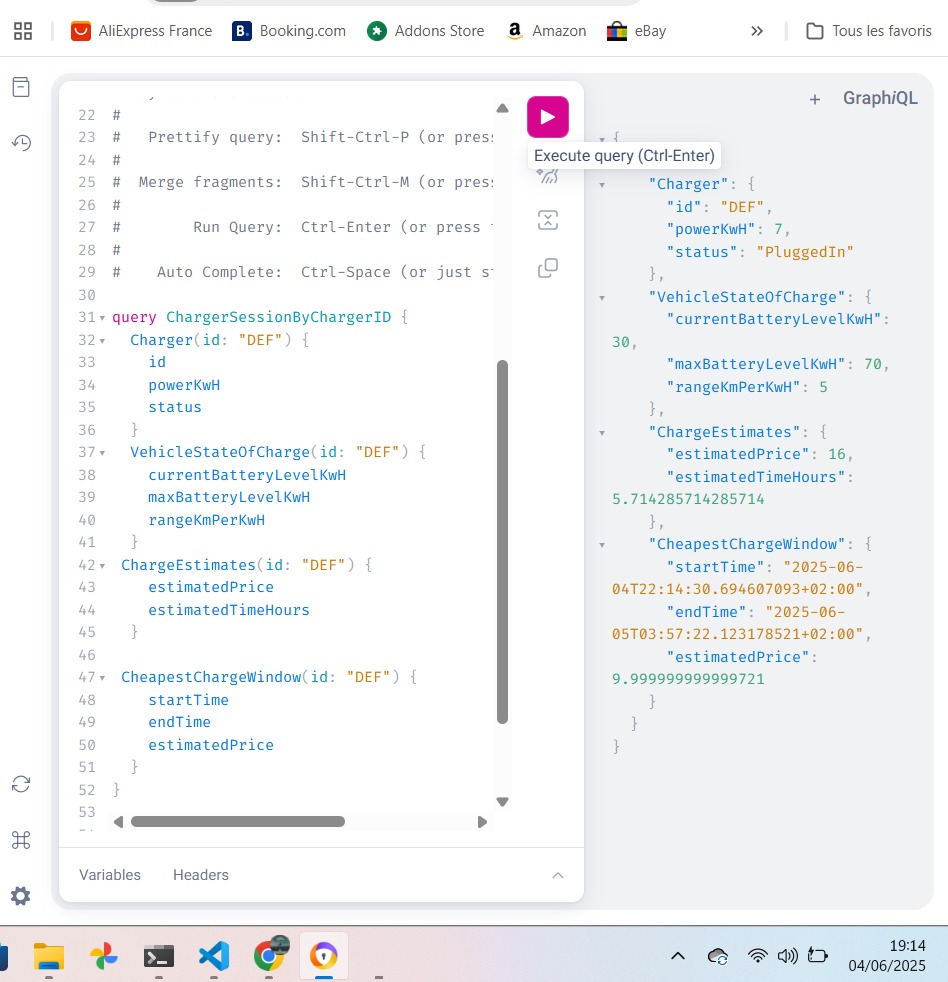 AliExpress France
B.
Booking.com
Addons Store
a
Amazon
eBay
»
Tous les favoris
22 #
23 #   Prettify query:  Shift-Ctrl-P (or press
24 #
25 #  Merge fragments:  Shift-Ctrl-M (or press
26 #
27 #        Run Query:  Ctrl-Enter (or press
28 #
29 #    Auto Complete:  Ctrl-Space (or just st
30
31 query ChargerSessionByChargerID {
32   Charger(id: "DEF") {
33     id
34     powerKwH
35     status
36   }
37   VehicleStateOfCharge(id: "DEF") {
38     currentBatteryLevelKwH
39     maxBatteryLevelKwH
40     rangeKmPerKwH
41   }
42  ChargeEstimates(id: "DEF") {
43     estimatedPrice
44     estimatedTimeHours
45   }
46
47  CheapestChargeWindow(id: "DEF") {
48     startTime
49     endTime
50     estimatedPrice
51   }
52 }
53
Variables
Headers
Execute query (Ctrl-Enter)
+
GraphiQL
{
"Charger": {
"id": "DEF",
"powerKwH": 7,
"status": "PluggedIn"
},
"VehicleStateOfCharge": {
"currentBatteryLevelKwH":
30,
"maxBatteryLevelKwH": 70,
"rangeKmPerKwH": 5
},
"ChargeEstimates": {
"estimatedPrice": 16,
"estimatedTimeHours":
5.714285714285714
},
"CheapestChargeWindow": {
"startTime": "2025-06-
04T22:14:30.694607093+02:00",
"endTime": "2025-06-
05T03:57:22.123178521+02:00",
"estimatedPrice":
9.999999999999721
}
}
}
19:14
04/06/2025